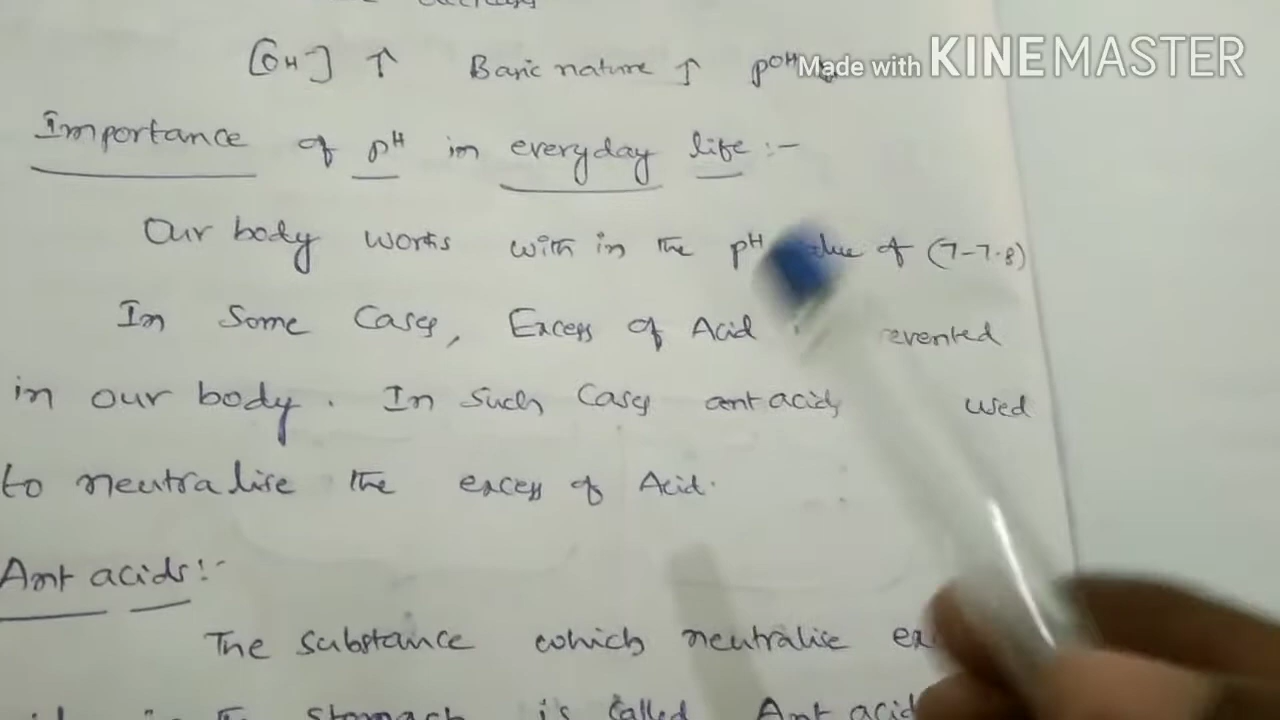 [OH⁻] ↑ Basic nature ↑ pOH
Made with KINEMASTER
Importance of pH in everyday life :-
Our body works with in the pH of (7-7.8)
In Some Cases, Excess of Acid
in our body. In Such Cases antacids used
to neutralise the excess of Acid.
Ant acids :-
The substance which neutralise
stomach is called Ant acid